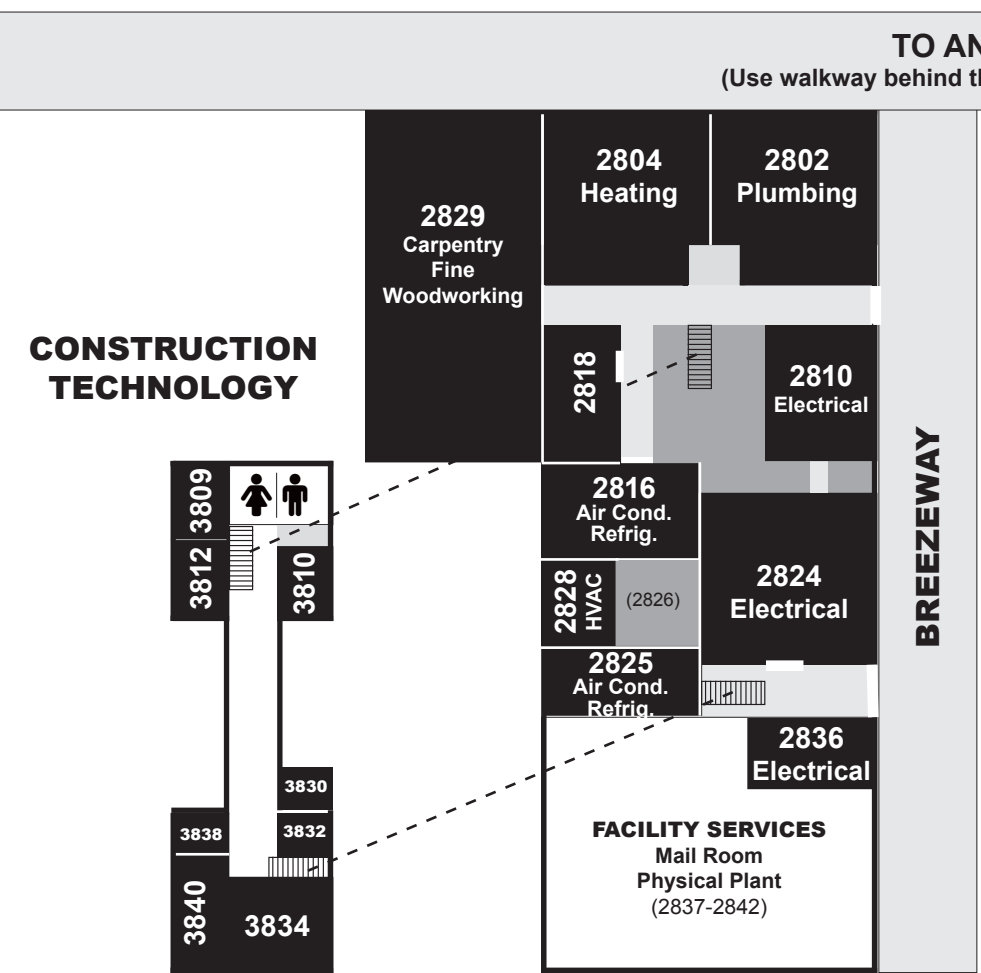 TO AN
(Use walkway behind th
2804
Heating
2802
Plumbing
2829
Carpentry
Fine
Woodworking
CONSTRUCTION
TECHNOLOGY
2818
2810
Electrical
BREEZEWAY
3809
3812
3810
2816
Air Cond.
Refrig.
2828
HVAC
(2826)
2824
Electrical
2825
Air Cond.
Refrig.
2836
Electrical
3830
3838
3832
3840
3834
FACILITY SERVICES
Mail Room
Physical Plant
(2837-2842)